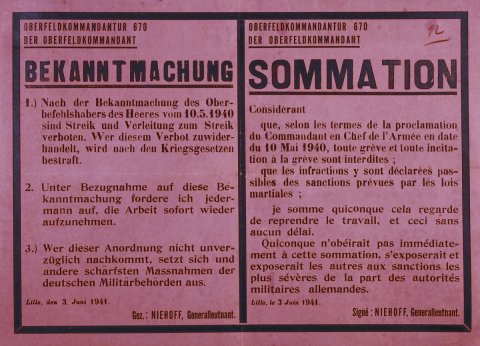 OBERFELDKOMMANDANTUR 670
DER OBERFELDKOMMANDANT
BEKANNTMACHUNG
1.) Nach der Bekanntmachung des Ober-
befehlshabers des Heeres vom 10.5.1940
sind Streik und Verleitung zum Streik
verboten. Wer diesem Verbot zuwider-
handelt, wird nach den Kriegsgesetzen
bestraft.
2. Unter Bezugnahme auf diese Be-
kanntmachung fordere ich jeder-
mann auf, die Arbeit sofort wieder
aufzunehmen.
3.) Wer dieser Anordnung nicht unver-
züglich nachkommt, setzt sich und
andere schärfsten Massnahmen der
deutschen Militärbehörden aus.
Lille, den 3. Juni 1941.
Gez.: NIEHOFF, Generalleutnant.
OBERFELDKOMMANDANTUR 670
DER OBERFELDKOMMANDANT
12
SOMMATION
Considérant
que, selon les termes de la proclamation
du Commandant en Chef de l'Armée en date
du 10 Mai 1940, toute grève et toute incita-
tion à la grève sont interdites ;
que les infractions y sont déclarées pas-
sibles des sanctions prévues par les lois
martiales ;
je somme quiconque cela regarde
de reprendre le travail, et ceci sans
aucun délai.
Quiconque n'obéirait pas immédiate-
ment à cette sommation, s'exposerait et
exposerait les autres aux sanctions les
plus sévères de la part des autorités
militaires allemandes.
Lille, le 3 Juin 1941.
Signé : NIEHOFF, Generalleutnant.